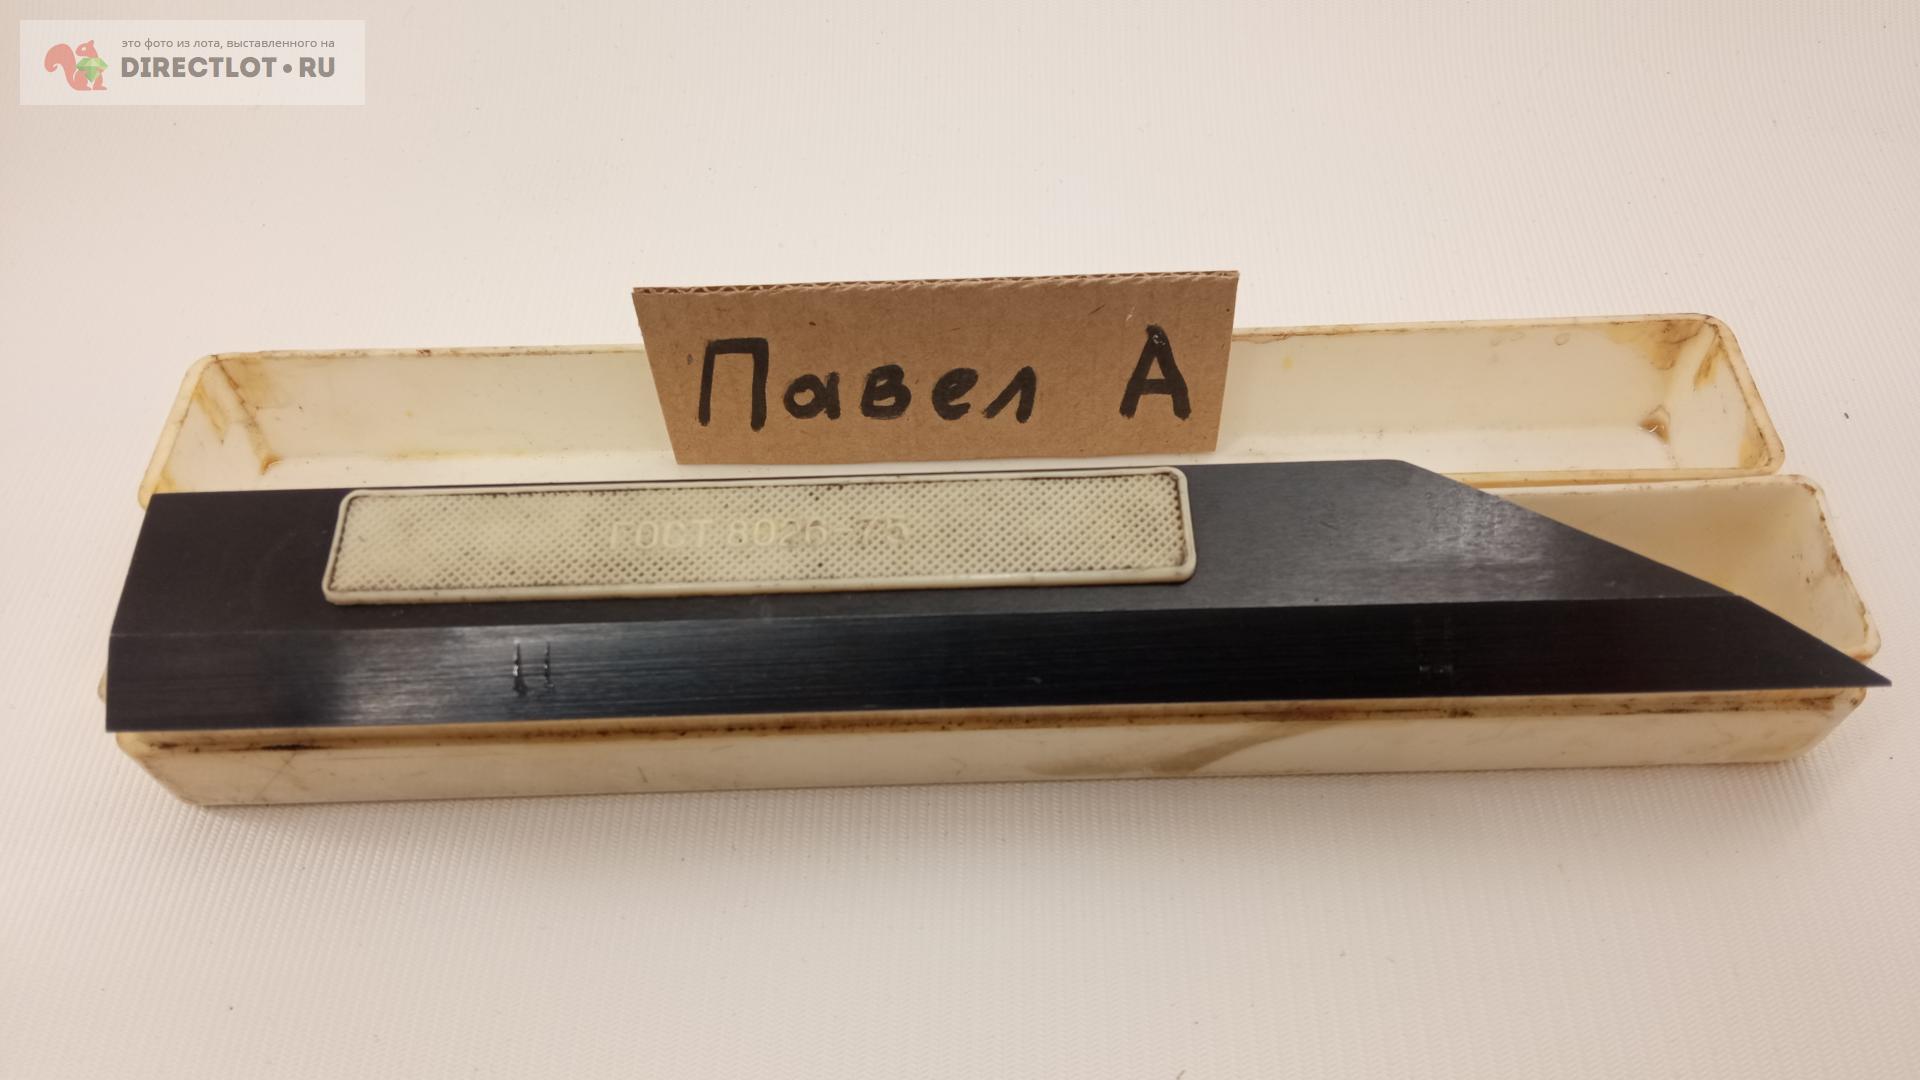 это фото из лота, выставленного на
DIRECTLOT•RU
Павел А
ГОСТ 8026-75